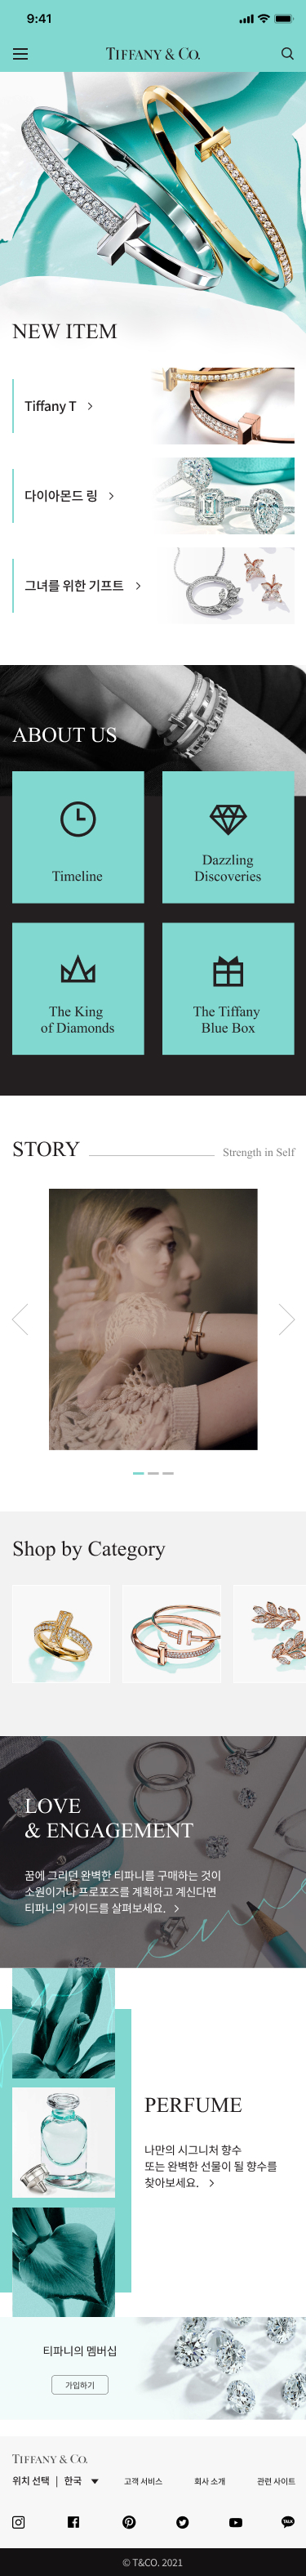 9:41
TIFFANY & CO.
NEW ITEM
Tiffany T
다이아몬드 링
그녀를 위한 기프트
ABOUT US
Timeline
Dazzling
Discoveries
The King
of Diamonds
The Tiffany
Blue Box
STORY
Strength in Self
Shop by Category
LOVE
& ENGAGEMENT
꿈에 그리던 완벽한 티파니를 구매하는 것이
소원이거나 프로포즈를 계획하고 계신다면
티파니의 가이드를 살펴보세요.
PERFUME
나만의 시그니처 향수
또는 완벽한 선물이 될 향수를
찾아보세요.
티파니의 멤버십
가입하기
TIFFANY & CO.
위치 선택 | 한국
고객 서비스
회사 소개
관련 사이트
TALK
© T&CO. 2021